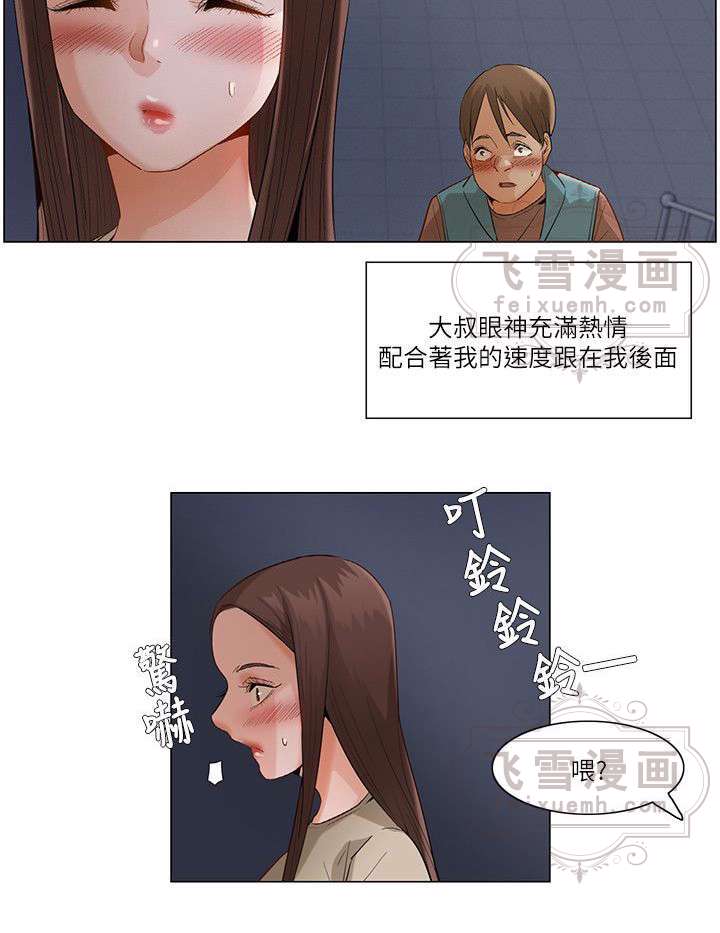 飞雪漫画
feixuemh.com
大叔眼神充滿熱情
配合著我的速度跟在我後面
叮鈴鈴鈴一
驚嚇
飞雪漫画
feixuemh.com
喂?